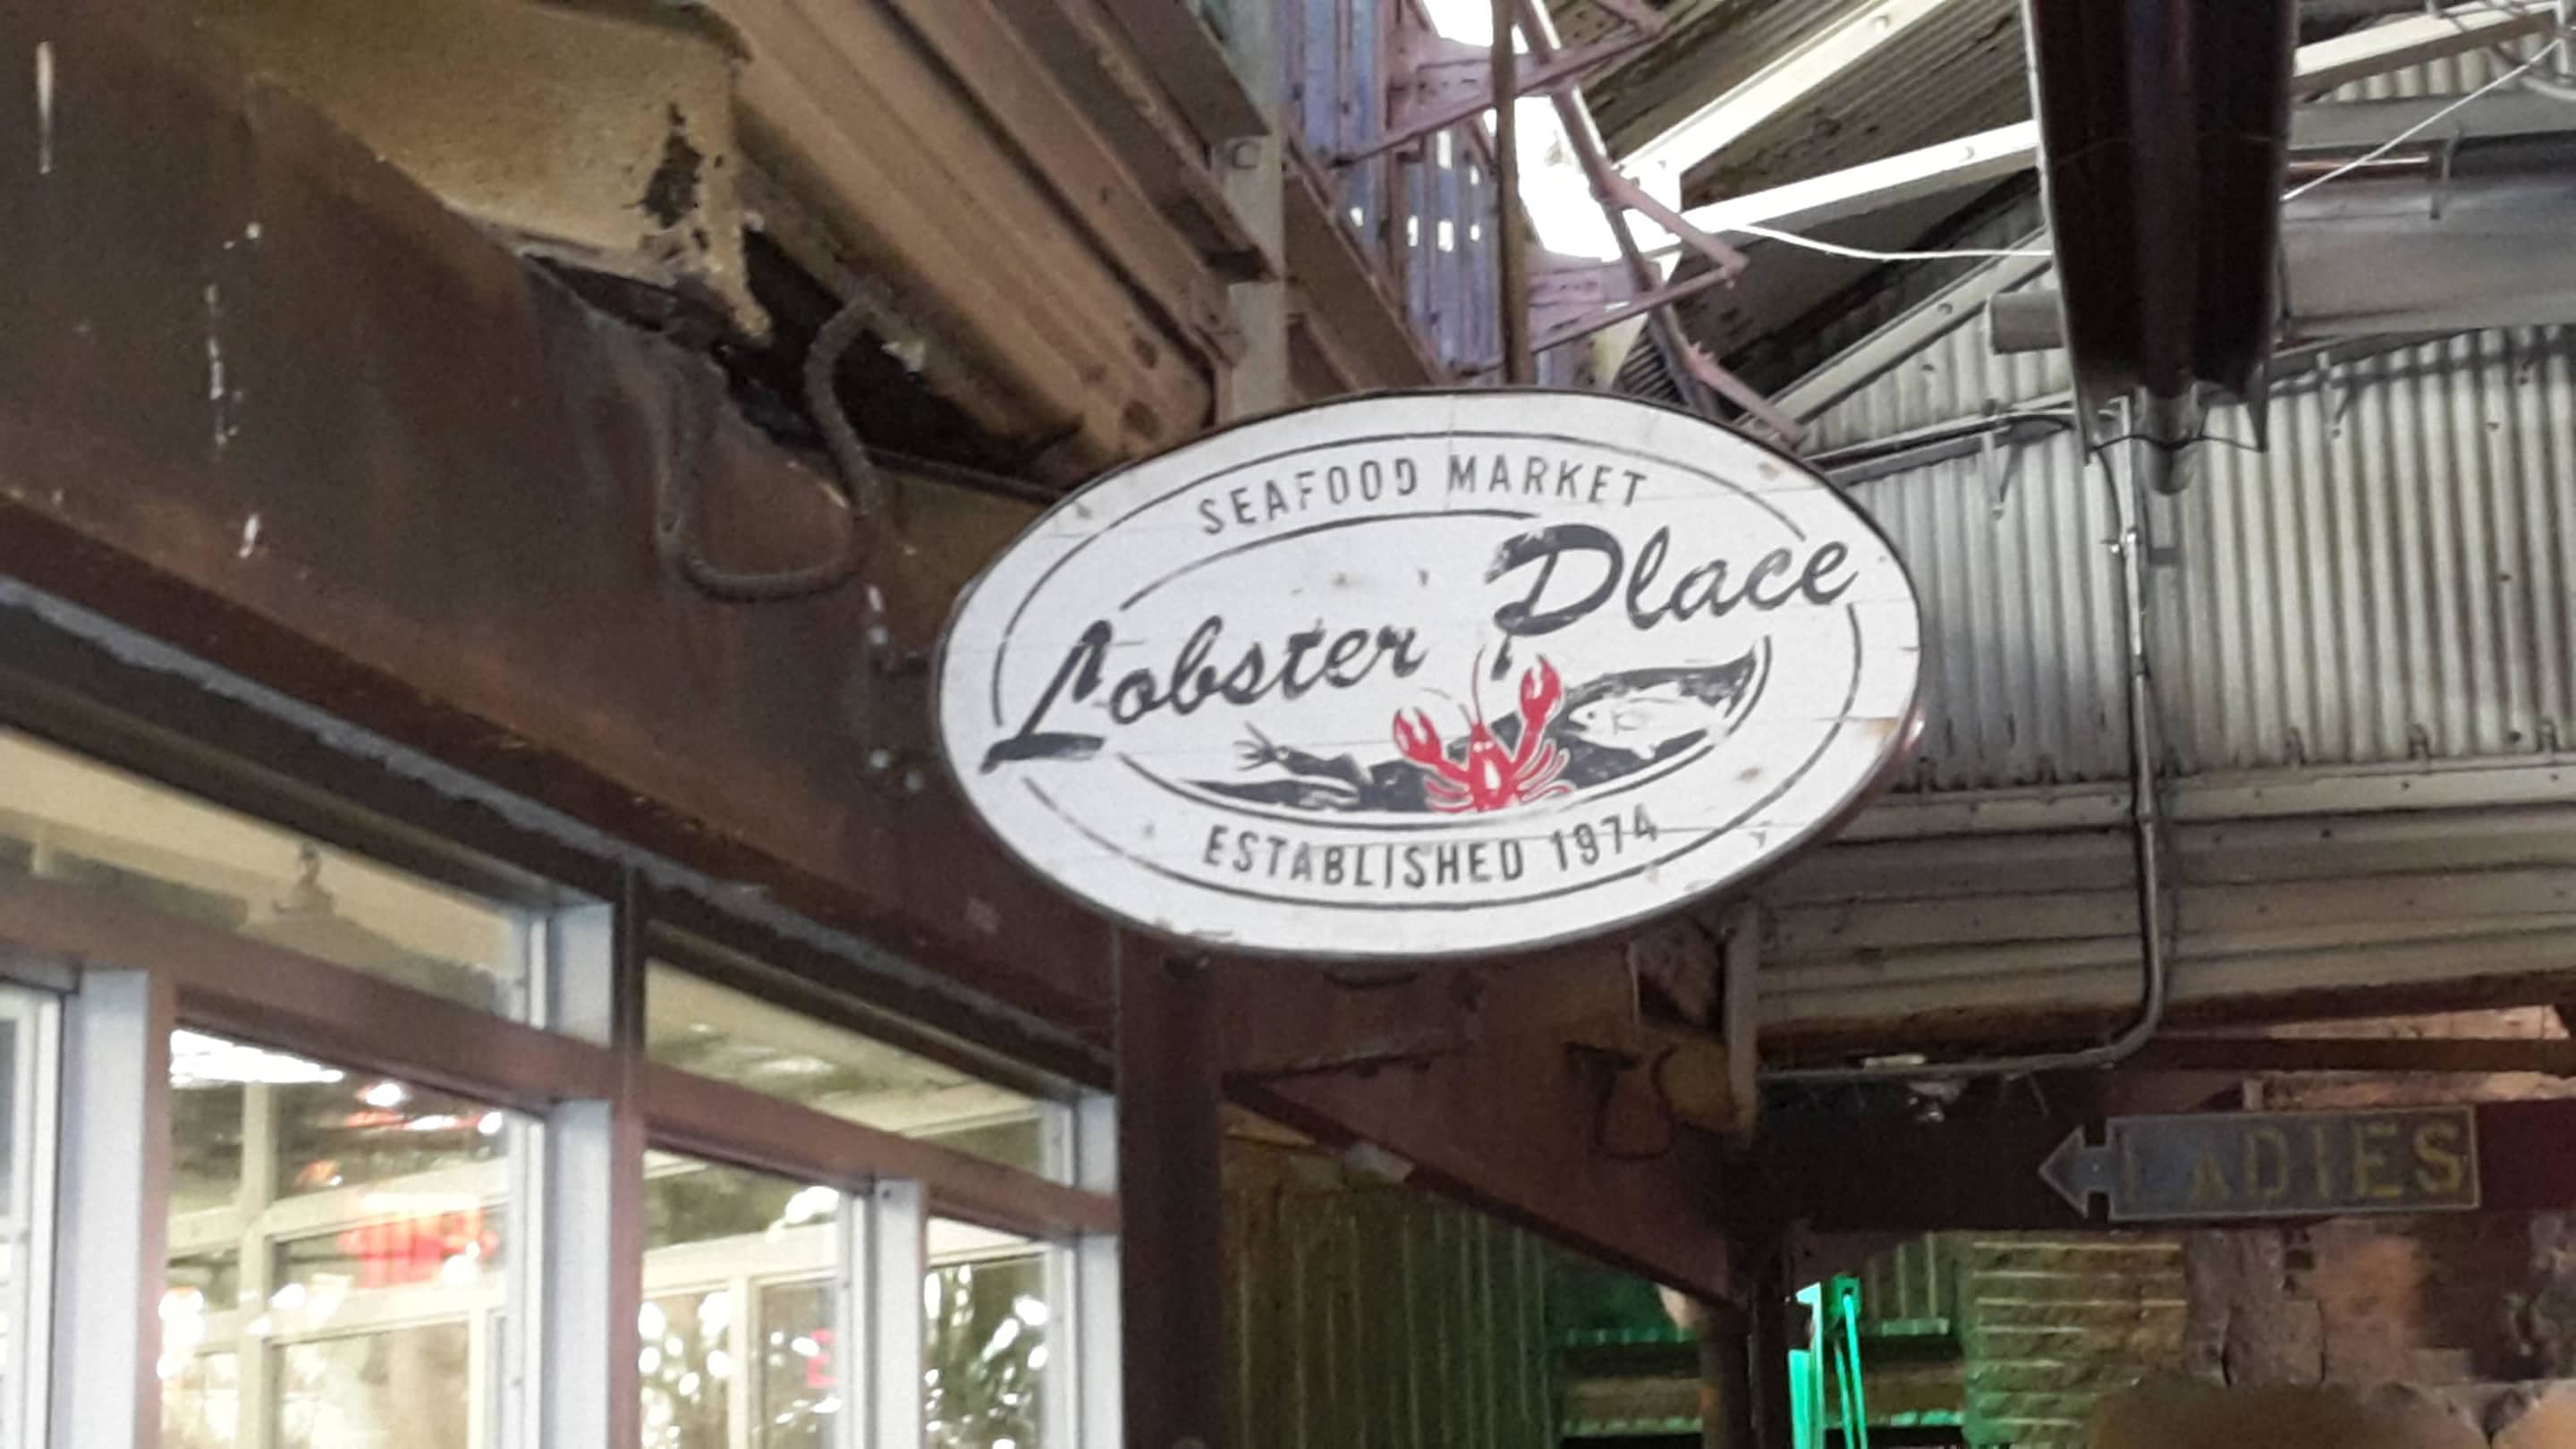 SEAFOOD MARKET
Lobster Place
ESTABLISHED 1974
LADIES